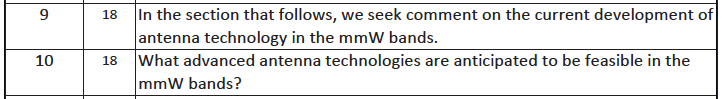 9 18 In the section that follows, we seek comment on the current development of
antenna technology in the mmW bands.
10 18 What advanced antenna technologies are anticipated to be feasible in the
mmW bands?